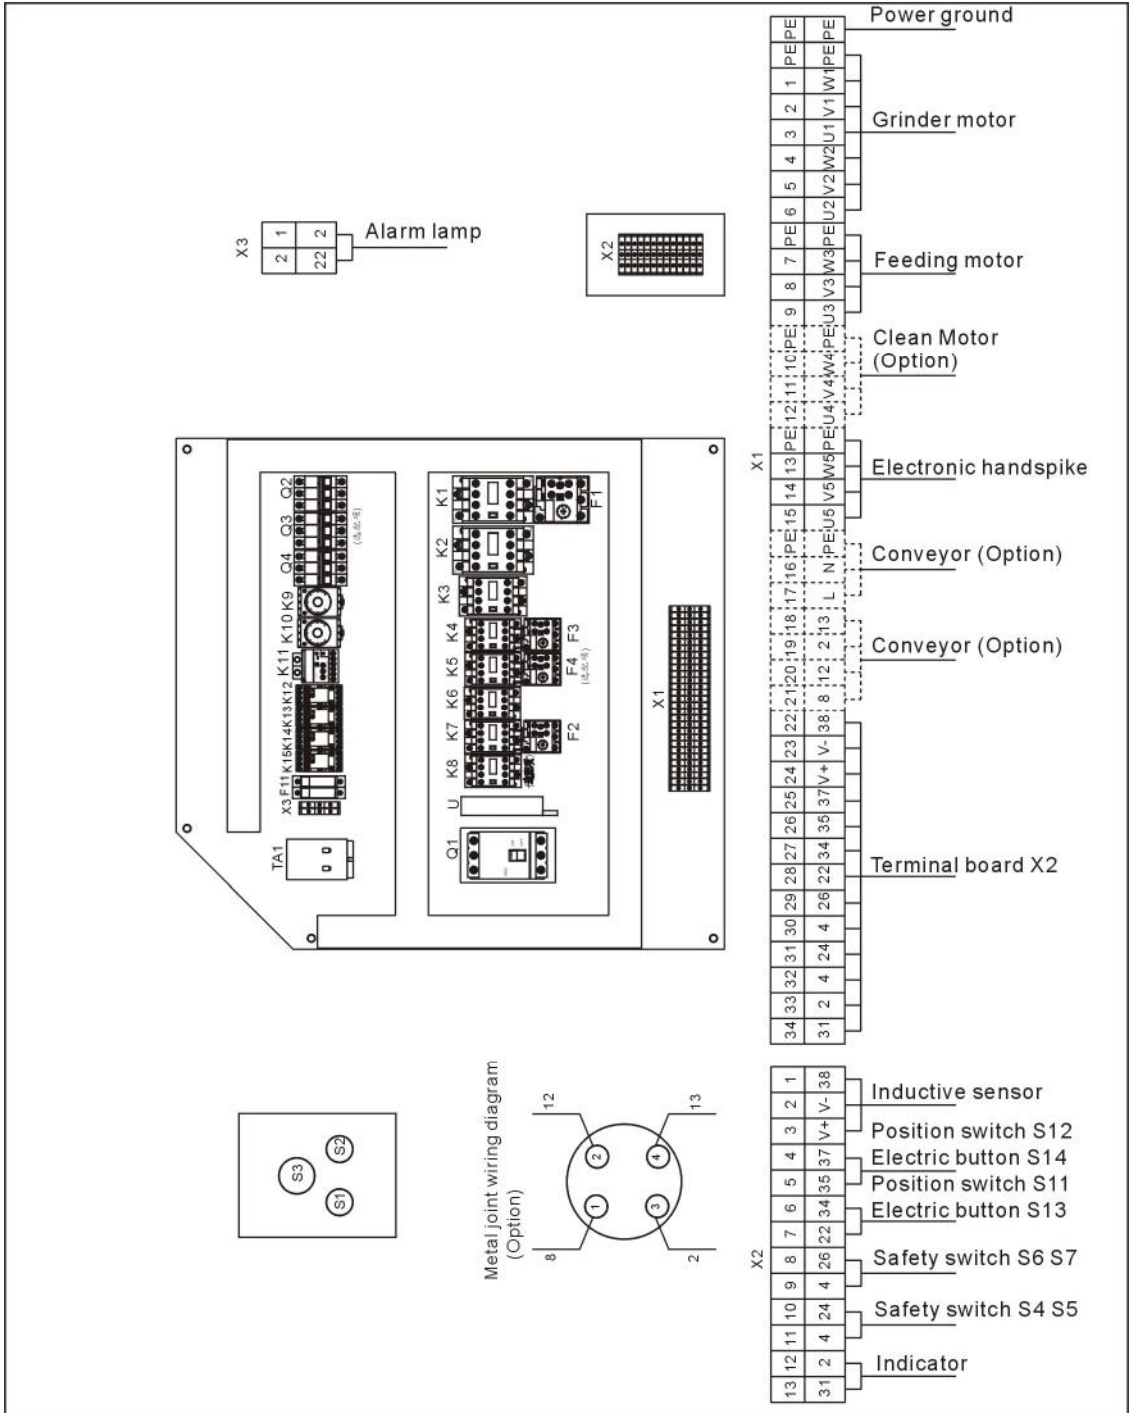 PE PE Power ground
PE PE
1 W1
2 V1
3 U1 Grinder motor
4 W2
5 V2
6 U2
PE PE
7 W3 Feeding motor
8 V3
9 U3
PE PE Clean Motor
10 W4 (Option)
11 V4
12 U4
X1
PE PE
13 W5 Electronic handspike
14 V5
15 U5
PE PE
16 N Conveyor (Option)
17 L
18 13
19 2 Conveyor (Option)
20 12
21 8
22 38
23 V-
24 V+
25 37
26 35
27 34
28 22 Terminal board X2
29 26
30 4
31 24
32 4
33 2
34 31
X3
1 2
2 22
Alarm lamp
X2
Q2
Q3
Q4
(选配项)
K9
K10
K11
K12
K13
K14
K15
F11
X3
TA1
K1
F1
K2
K3
K4
F3
K5
F4
(选配项)
K6
K7
F2
K8
U
Q1
X1
S3
S2
S1
Metal joint wiring diagram
(Option)
12
13
2
4
1
3
8
2
X2
1 38
2 V- Inductive sensor
3 V+ Position switch S12
4 37 Electric button S14
5 35 Position switch S11
6 34 Electric button S13
7 22
8 26 Safety switch S6 S7
9 4
10 24 Safety switch S4 S5
11 4
12 2 Indicator
13 31